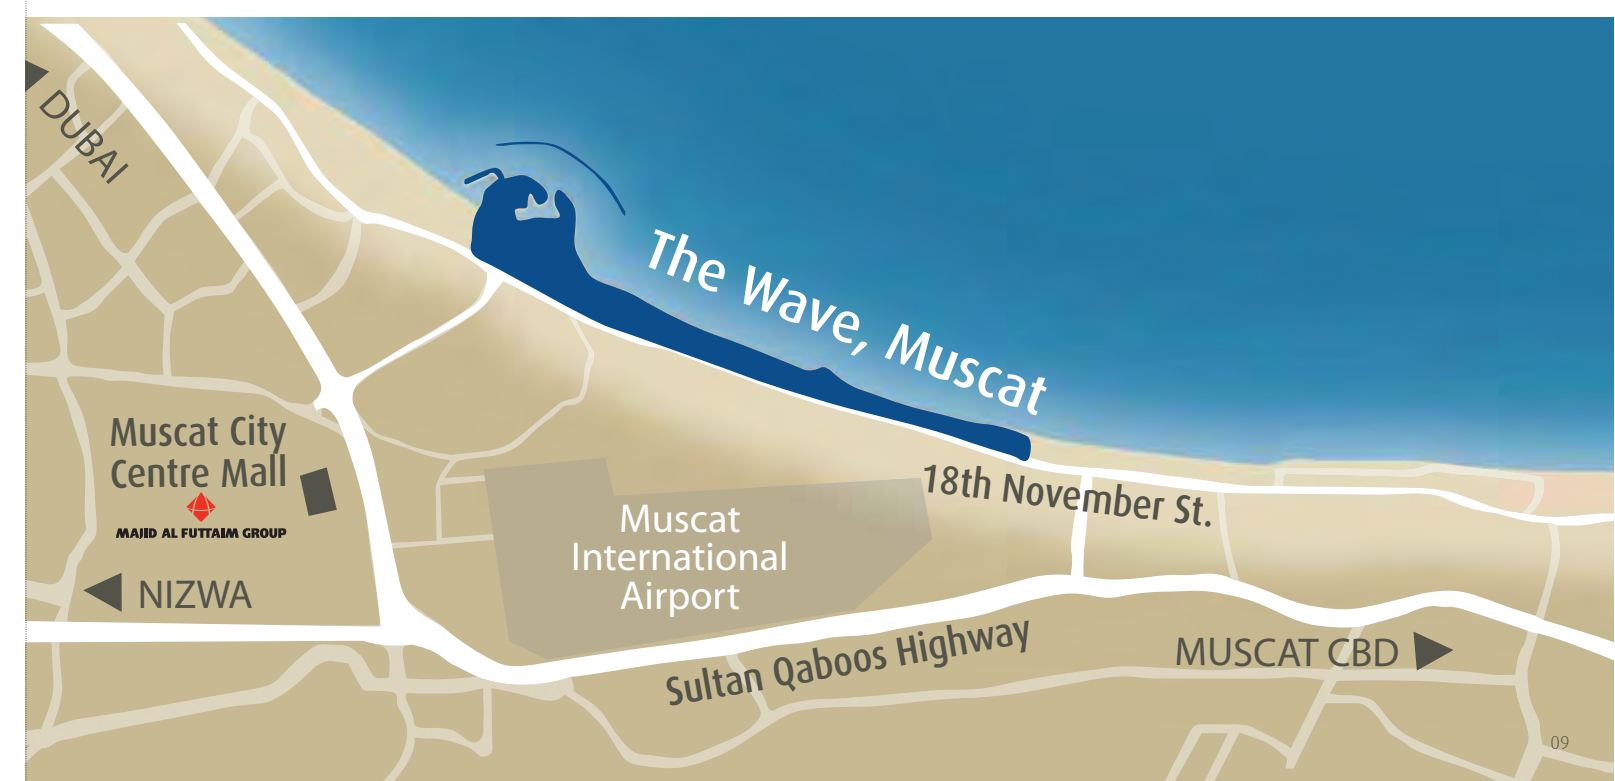 DUBAI
The Wave, Muscat
Muscat City
Centre Mall
MAJID AL FUTTAIM GROUP
NIZWA
Muscat
International
Airport
18th November St.
Sultan Qaboos Highway
MUSCAT CBD
09